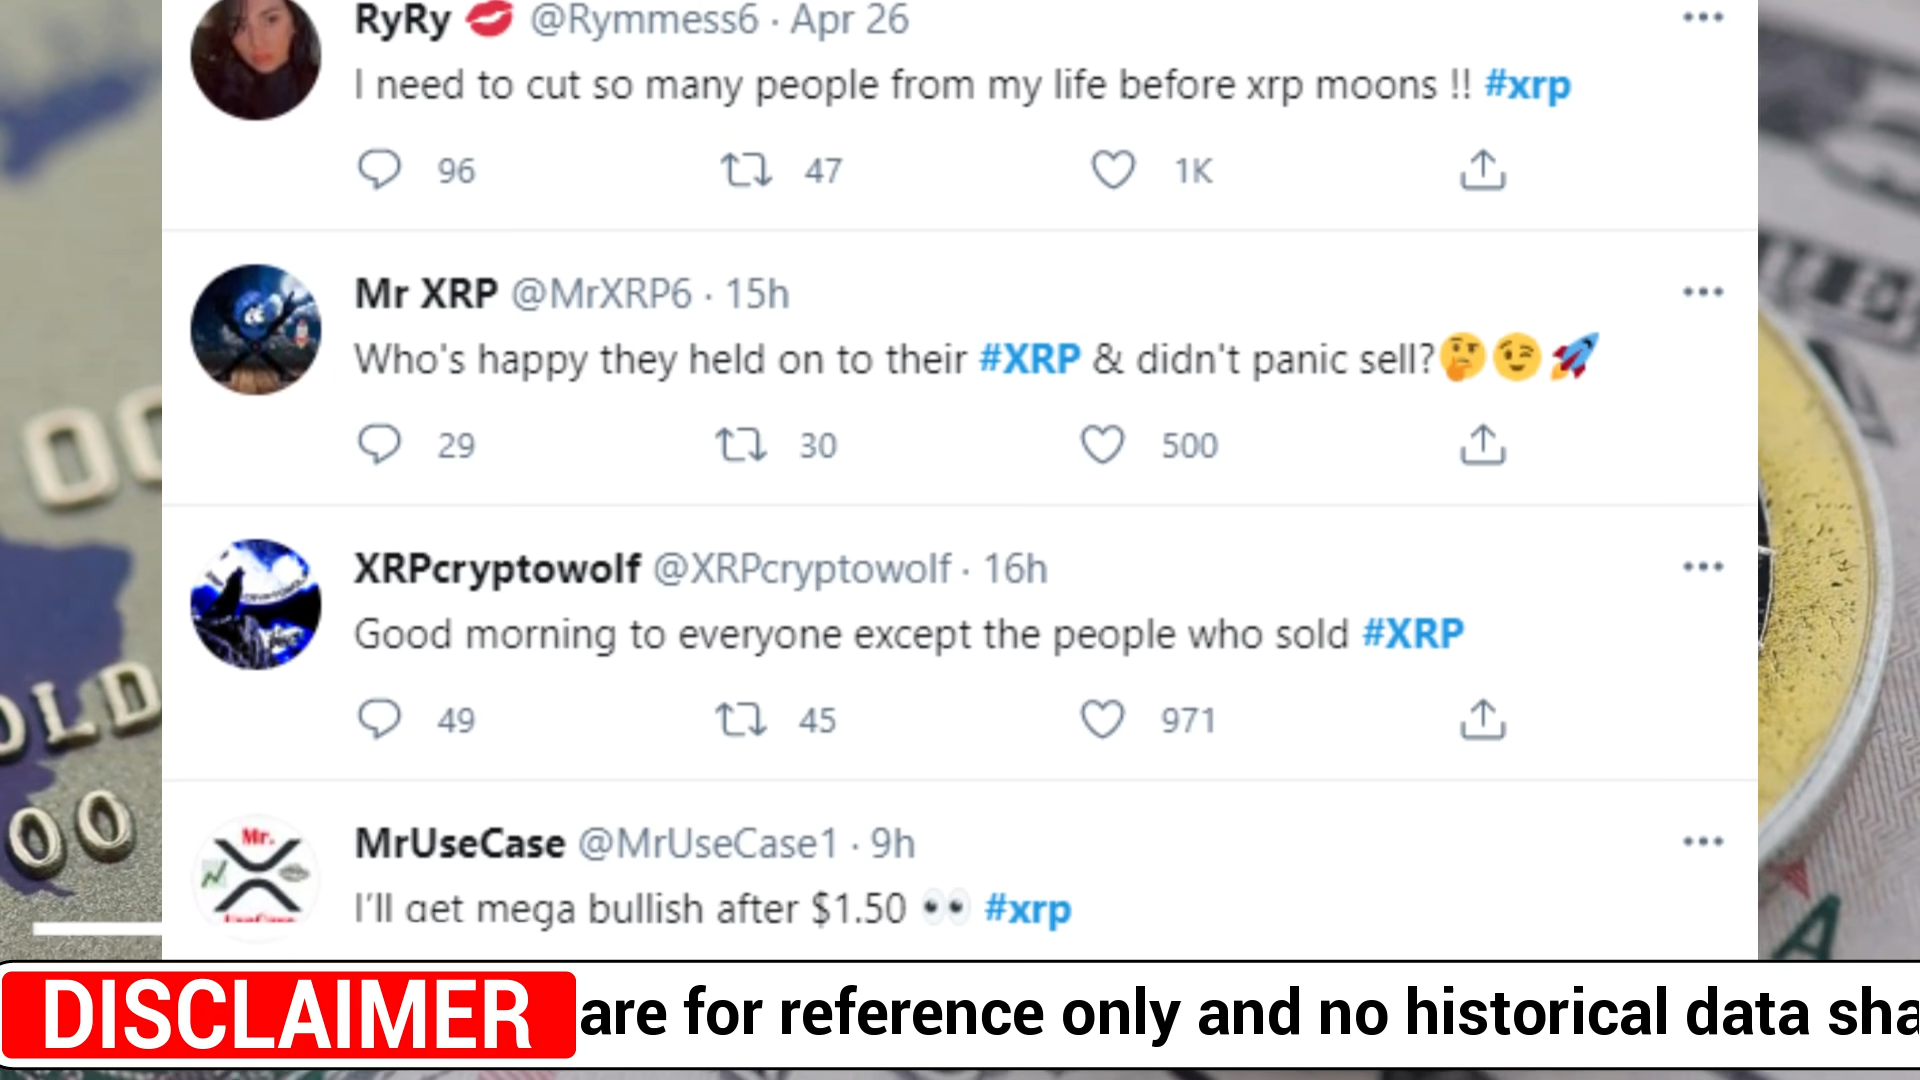 RyRy 💋 @Rymmess6 · Apr 26
I need to cut so many people from my life before xrp moons !! #xrp
96 47 1K
Mr XRP @MrXRP6 · 15h
Who's happy they held on to their #XRP & didn't panic sell?🤔😉🚀
29 30 500
XRPcryptowolf @XRPcryptowolf · 16h
Good morning to everyone except the people who sold #XRP
49 45 971
Mr.
MrUseCase @MrUseCase1 · 9h
I'll get mega bullish after $1.50 👀 #xrp
OLD
00
DISCLAIMER are for reference only and no historical data sha